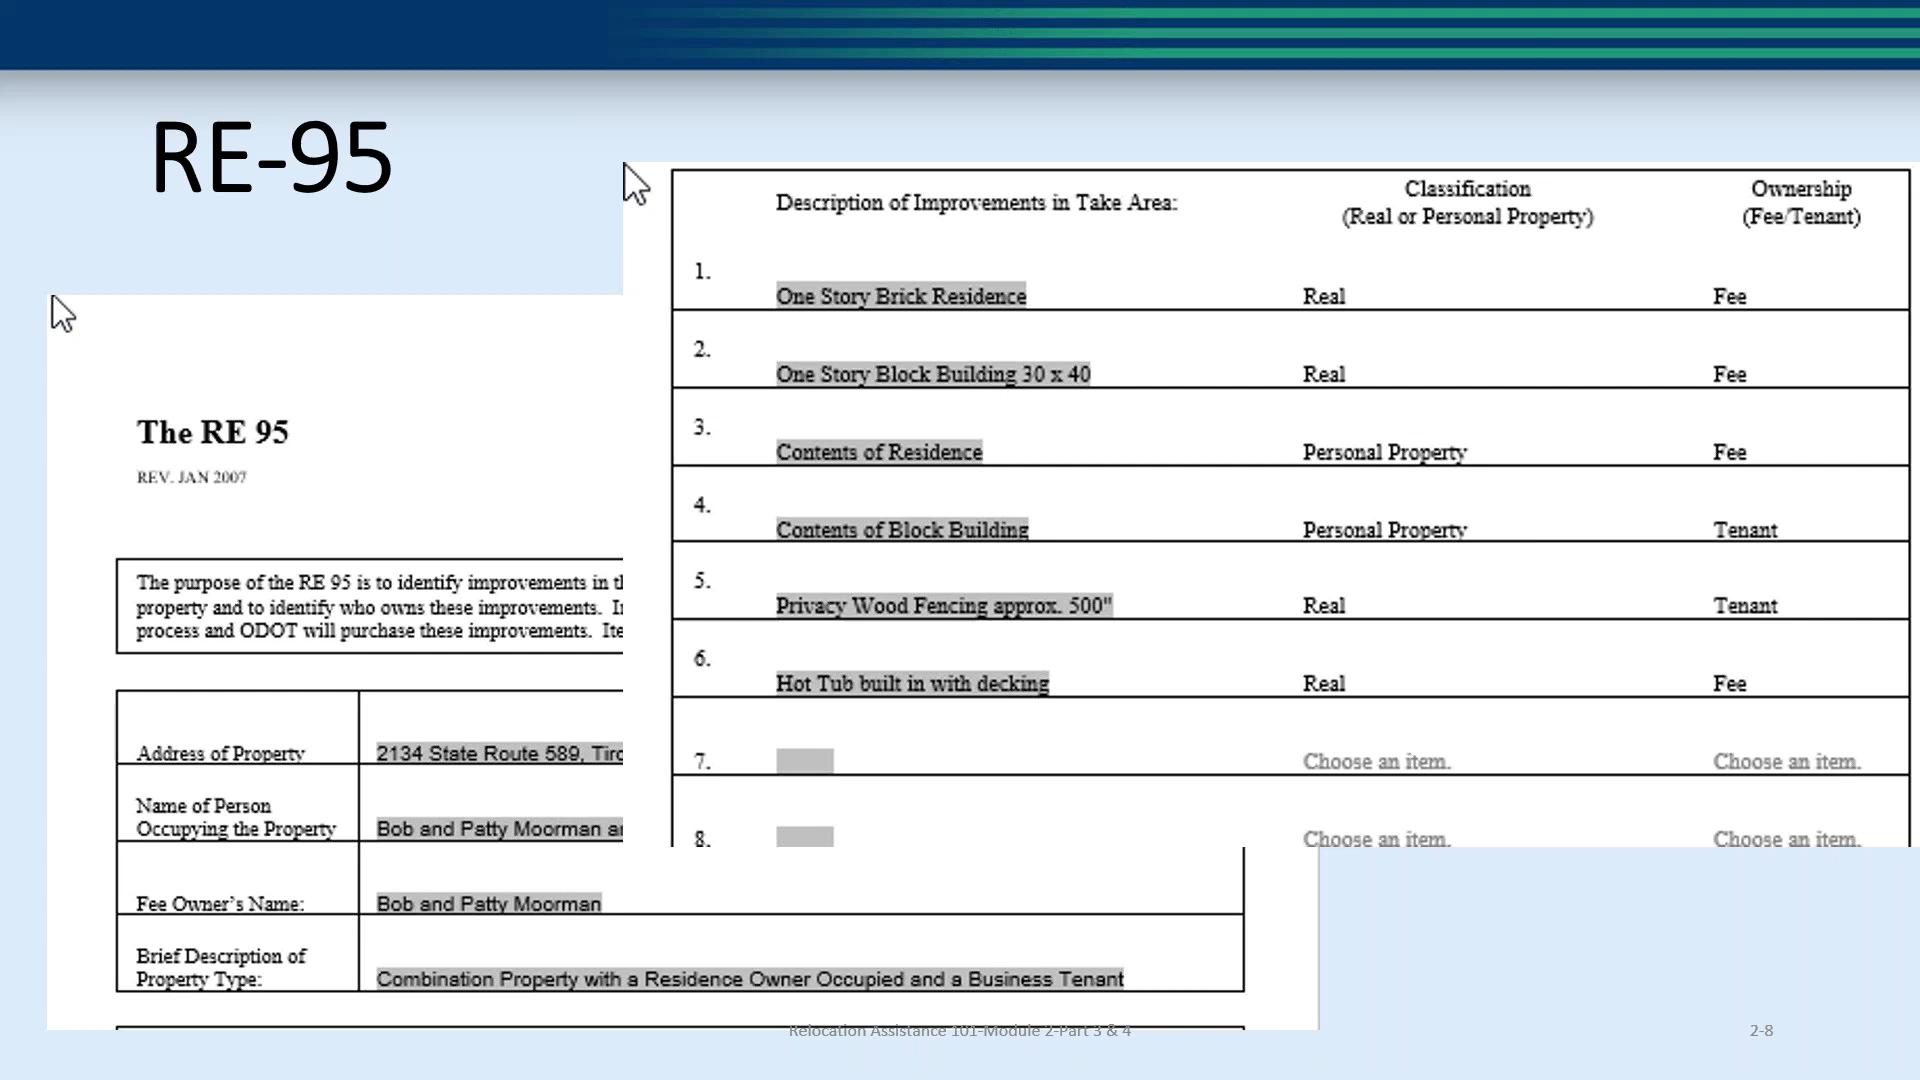 RE-95
Description of Improvements in Take Area: Classification (Real or Personal Property) Ownership (Fee/Tenant)
1. One Story Brick Residence Real Fee
2. One Story Block Building 30 x 40 Real Fee
3. Contents of Residence Personal Property Fee
4. Contents of Block Building Personal Property Tenant
5. Privacy Wood Fencing approx. 500" Real Tenant
6. Hot Tub built in with decking Real Fee
7. Choose an item. Choose an item.
8. Choose an item. Choose an item.
The RE 95
REV. JAN 2007
The purpose of the RE 95 is to identify improvements in
property and to identify who owns these improvements.
process and ODOT will purchase these improvements.
Address of Property 2134 State Route 589,
Name of Person
Occupying the Property Bob and Patty Moorman
Fee Owner's Name: Bob and Patty Moorman
Brief Description of
Property Type: Combination Property with a Residence Owner Occupied and a Business Tenant
Relocation Assistance 101-Module 2-Part 3 & 4
2-8